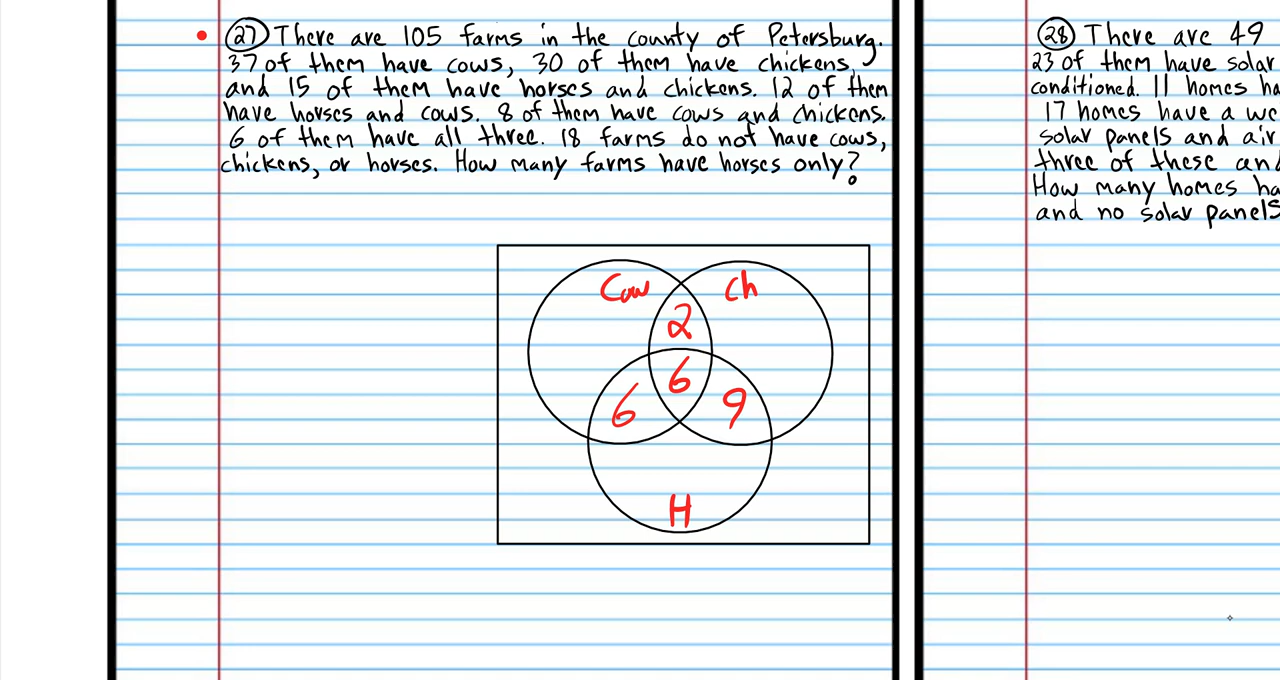 (27) There are 105 farms in the county of Petersburg.
37 of them have cows, 30 of them have chickens,
and 15 of them have horses and chickens. 12 of them
have horses and cows. 8 of them have cows and chickens.
6 of them have all three. 18 farms do not have cows,
chickens, or horses. How many farms have horses only?
Cow Ch
2
6
6 9
H
(28) There are 49
23 of them have solar
conditioned. 11 homes ha
17 homes have a we
solar panels and air
three of these and
How many homes ha
and no solar panels